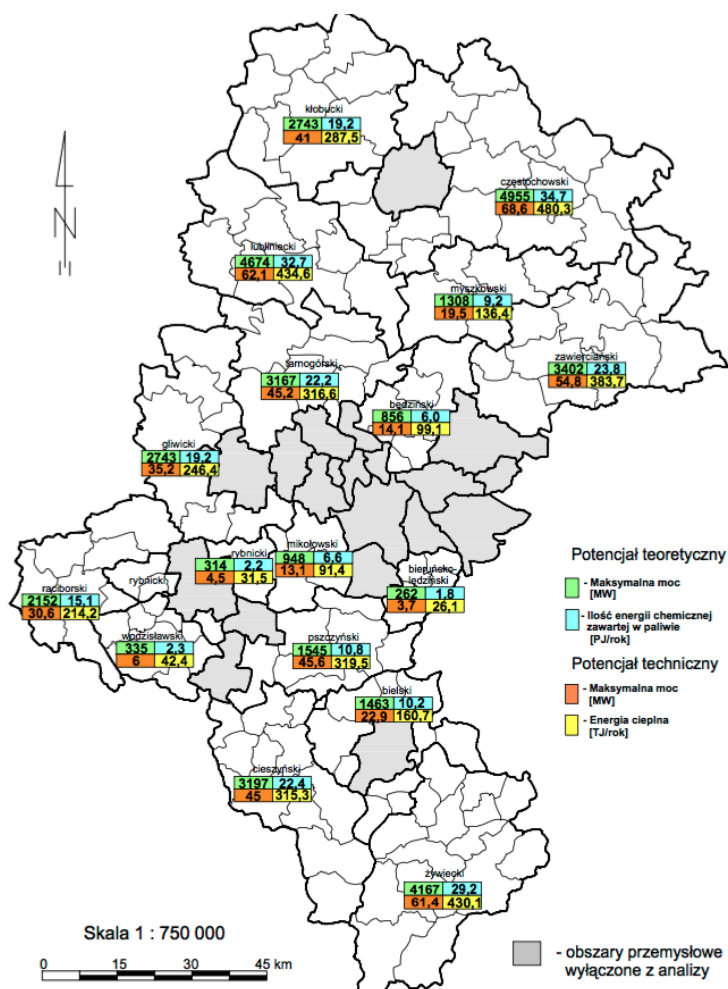 N
kłobucki
2743 19,2
41 287,5
częstochowski
4955 34,7
68,6 480,3
lubliniecki
4674 32,7
62,1 434,6
myszkowski
1308 9,2
19,5 136,4
zawierciański
3402 23,8
54,8 383,7
tarnogórski
3167 22,2
45,2 316,6
będziński
856 6,0
14,1 99,1
gliwicki
2743 19,2
35,2 246,4
mikołowski
948 6,6
13,1 91,4
rybnicki
314 2,2
4,5 31,5
bieruńsko-
lędziński
262 1,8
3,7 26,1
rybnicki
raciborski
2152 15,1
30,6 214,2
wodzisławski
335 2,3
6 42,4
pszczyński
1545 10,8
45,6 319,5
bielski
1463 10,2
22,9 160,7
cieszyński
3197 22,4
45 315,3
żywiecki
4167 29,2
61,4 430,1
Potencjał teoretyczny
- Maksymalna moc
[MW]
- Ilość energii chemicznej
zawartej w paliwie
[PJ/rok]
Potencjał techniczny
- Maksymalna moc
[MW]
- Energia cieplna
[TJ/rok]
Skala 1 : 750 000
0 15 30 45 km
- obszary przemysłowe
wyłączone z analizy